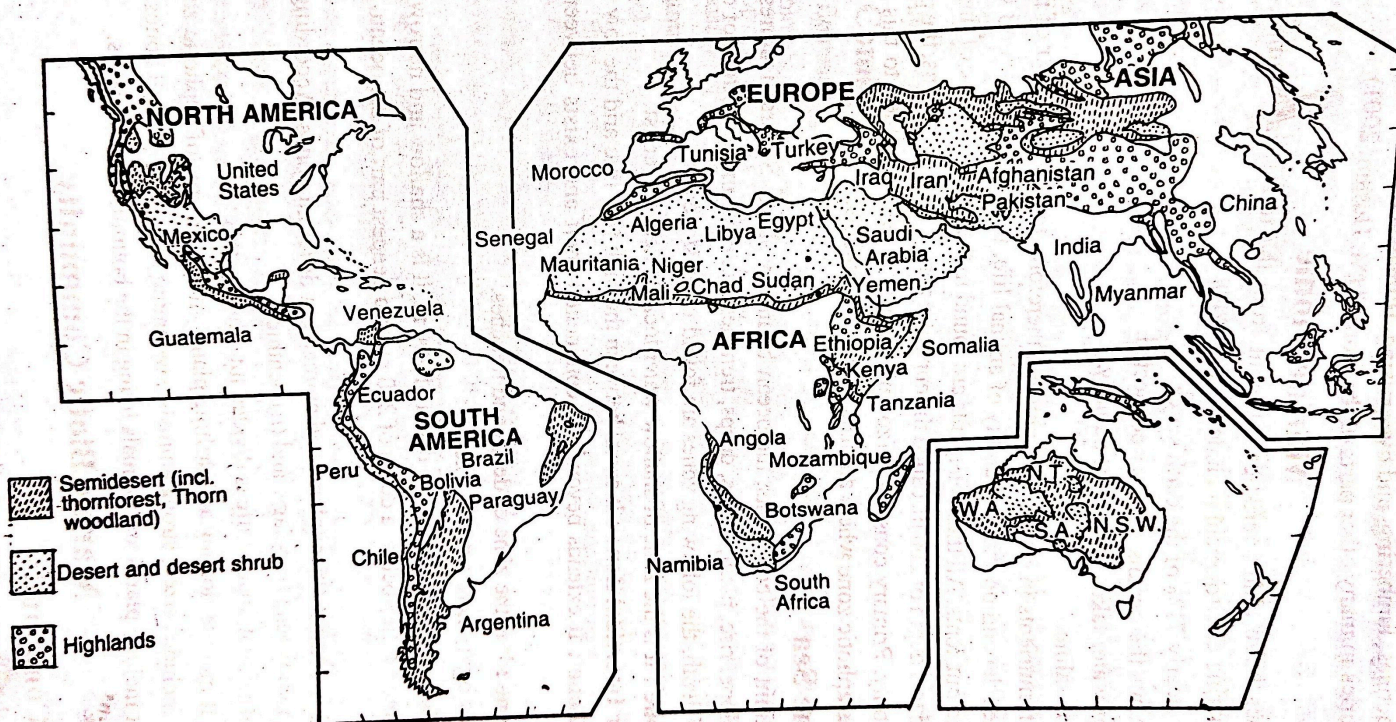 NORTH AMERICA
United
States
Mexico
Guatemala
Venezuela
Ecuador
SOUTH
AMERICA
Brazil
Peru
Bolivia
Paraguay
Chile
Argentina
EUROPE
ASIA
Morocco
Tunisia
Turkey
Iraq
Iran
Afghanistan
Pakistan
China
Algeria
Libya
Egypt
Saudi
Arabia
India
Senegal
Mauritania
Niger
Mali
Chad
Sudan
Yemen
Myanmar
AFRICA
Ethiopia
Somalia
Kenya
Tanzania
Angola
Mozambique
Botswana
Namibia
South
Africa
N T
W.A
S A
N.S.W.
Semidesert (incl.
thornforest, Thorn
woodland)
Desert and desert shrub
Highlands